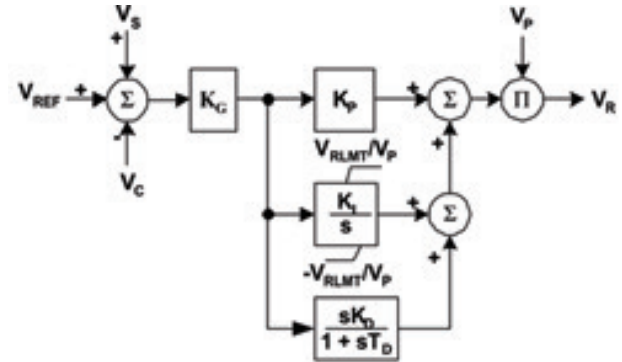 V_S
+
V_REF + Σ K_G K_P + Σ Π V_R
V_P
-
V_C
+
V_RLMT/V_P
K_I
s
+ Σ
-V_RLMT/V_P
+
sK_D
1 + sT_D